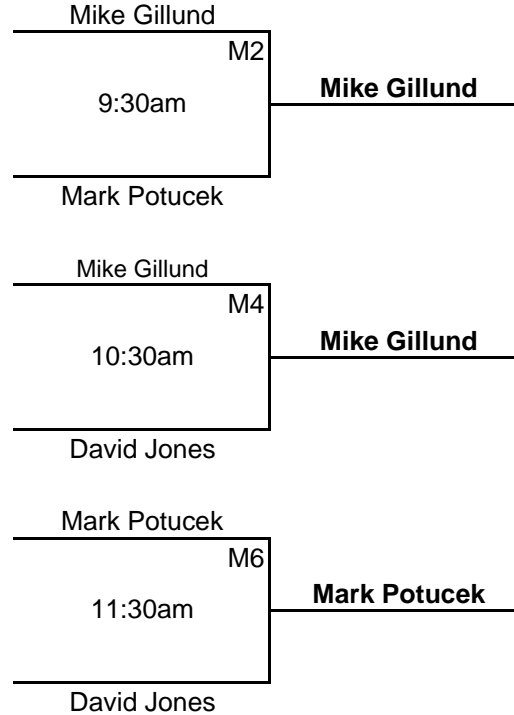 Mike Gillund
M2
9:30am
Mike Gillund
Mark Potucek
Mike Gillund
M4
10:30am
Mike Gillund
David Jones
Mark Potucek
M6
11:30am
Mark Potucek
David Jones